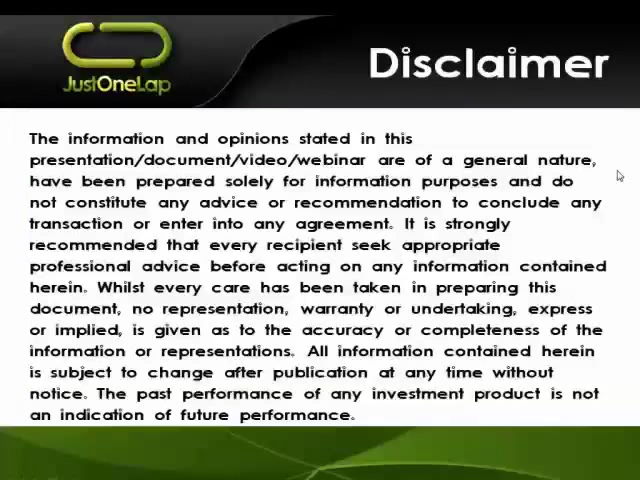 JustOneLap
Disclaimer
The information and opinions stated in this
presentation/document/video/webinar are of a general nature,
have been prepared solely for information purposes and do
not constitute any advice or recommendation to conclude any
transaction or enter into any agreement. It is strongly
recommended that every recipient seek appropriate
professional advice before acting on any information contained
herein. Whilst every care has been taken in preparing this
document, no representation, warranty or undertaking, express
or implied, is given as to the accuracy or completeness of the
information or representations. All information contained herein
is subject to change after publication at any time without
notice. The past performance of any investment product is not
an indication of future performance.